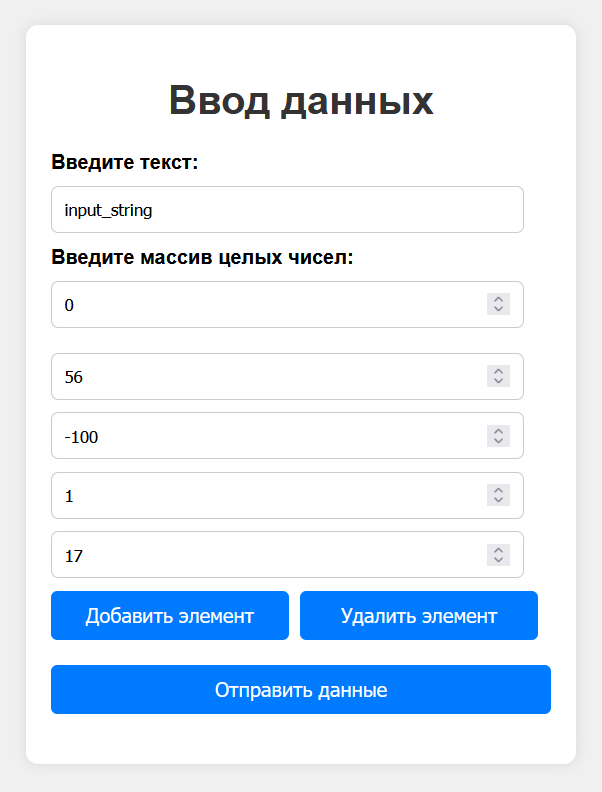 Ввод данных
Введите текст:
input_string
Введите массив целых чисел:
0
56
-100
1
17
Добавить элемент Удалить элемент
Отправить данные